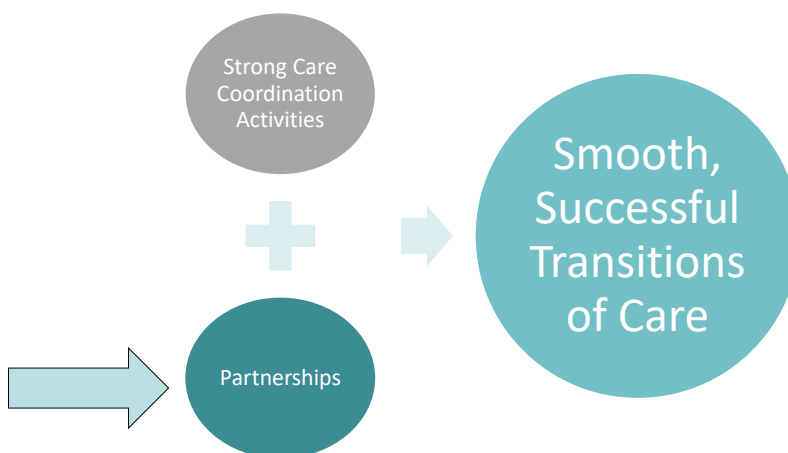 Strong Care
Coordination
Activities
Partnerships
Smooth,
Successful
Transitions
of Care